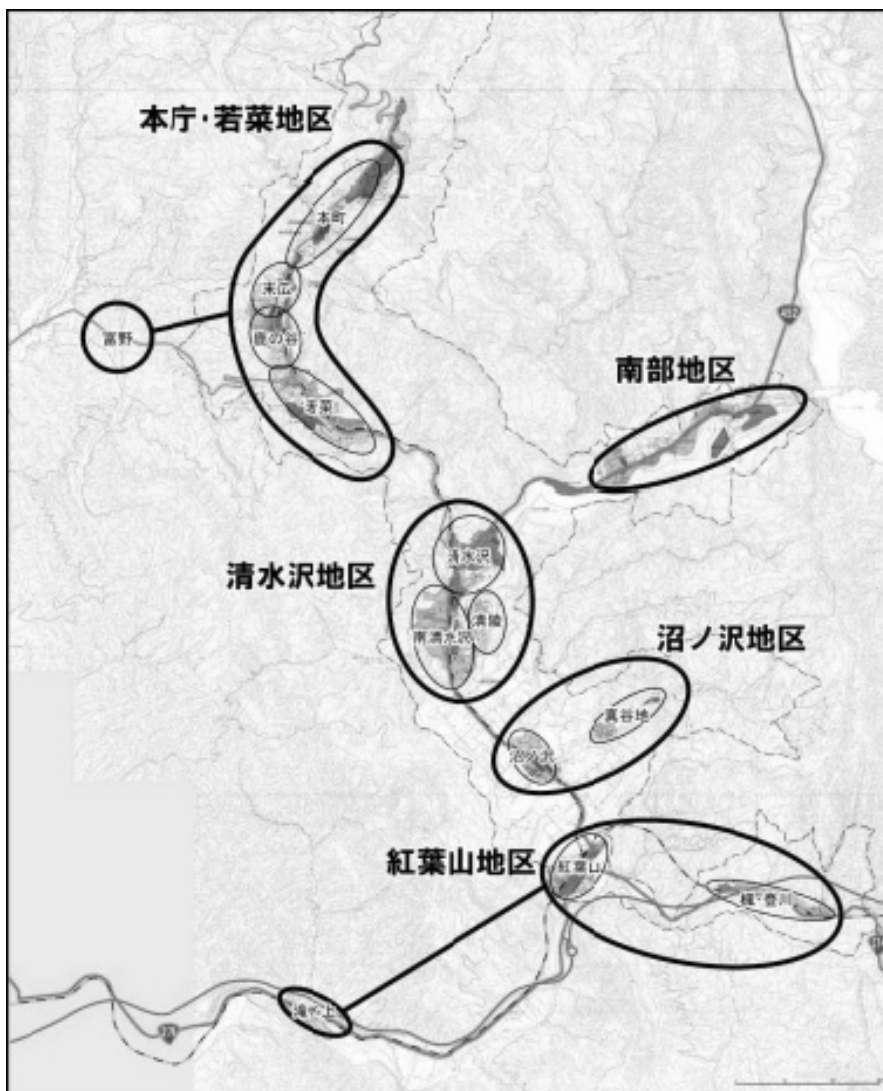 本庁・若菜地区
本町
末広
富野
鹿の谷
若菜
南部地区
452
清水沢地区
清水沢
清陵
南清水沢
沼ノ沢地区
真谷地
沼ノ沢
紅葉山地区
紅葉山
楓・登川
滝ノ上